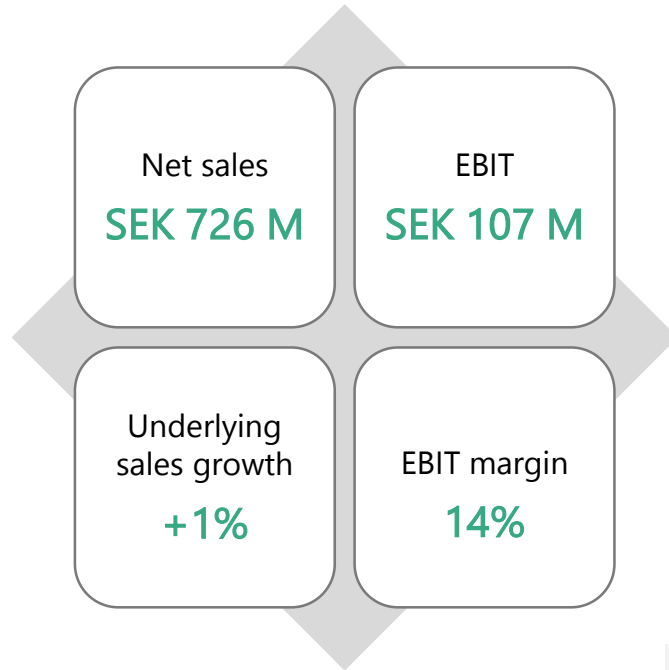 Net sales
SEK 726 M
EBIT
SEK 107 M
Underlying
sales growth
+1%
EBIT margin
14%